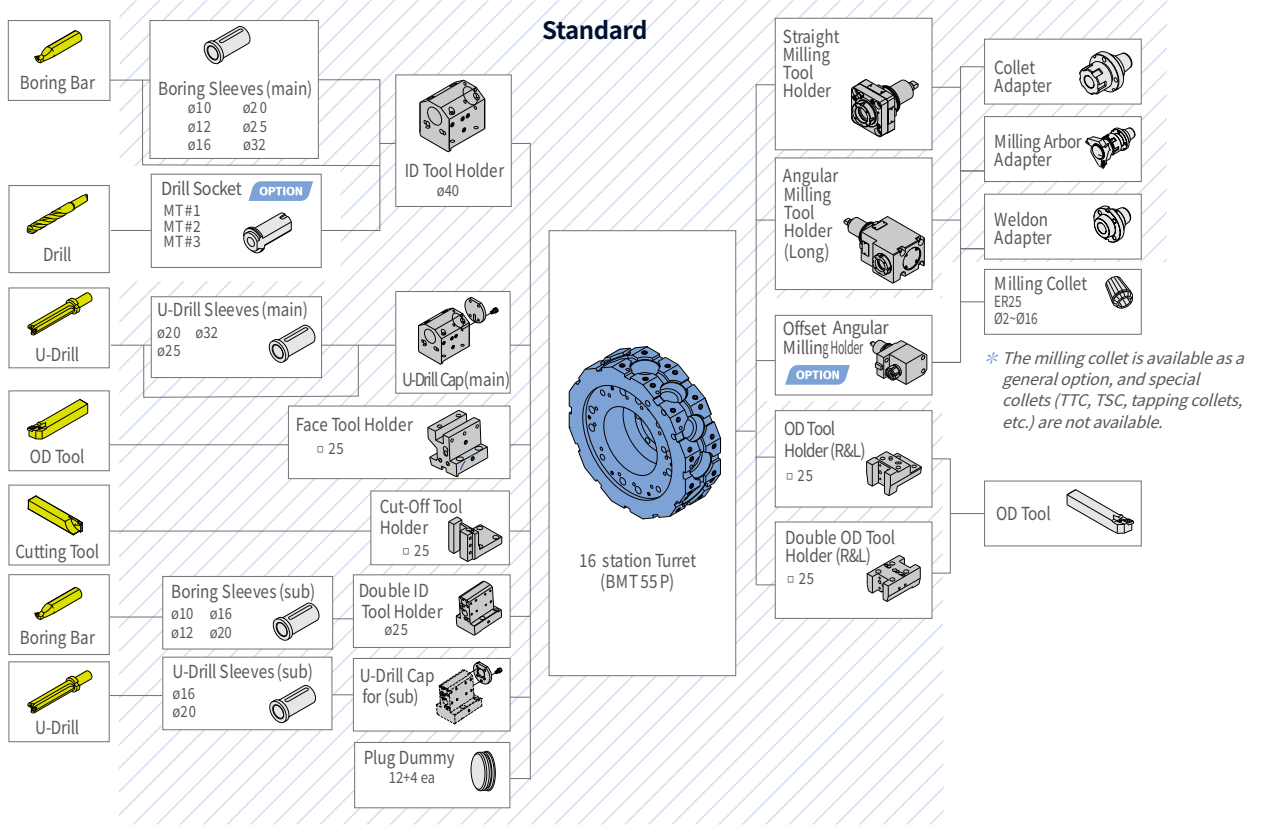 Standard
Boring Bar
Boring Sleeves (main)
ø10 ø20
ø12 ø25
ø16 ø32
ID Tool Holder
ø40
Drill
Drill Socket OPTION
MT#1
MT#2
MT#3
U-Drill
U-Drill Sleeves (main)
ø20 ø32
ø25
U-Drill Cap(main)
OD Tool
Face Tool Holder
□ 25
Cutting Tool
Cut-Off Tool
Holder
□ 25
Boring Bar
Boring Sleeves (sub)
ø10 ø16
ø12 ø20
Double ID
Tool Holder
ø25
U-Drill
U-Drill Sleeves (sub)
ø16
ø20
U-Drill Cap
for (sub)
Plug Dummy
12+4 ea
16 station Turret
(BMT55P)
Straight
Milling
Tool
Holder
Angular
Milling
Tool
Holder
(Long)
Offset Angular
Milling Holder
OPTION
OD Tool
Holder (R&L)
□ 25
Double OD Tool
Holder (R&L)
□ 25
Collet
Adapter
Milling Arbor
Adapter
Weldon
Adapter
Milling Collet
ER25
Ø2~Ø16
* The milling collet is available as a
general option, and special
collets (TTC, TSC, tapping collets,
etc.) are not available.
OD Tool